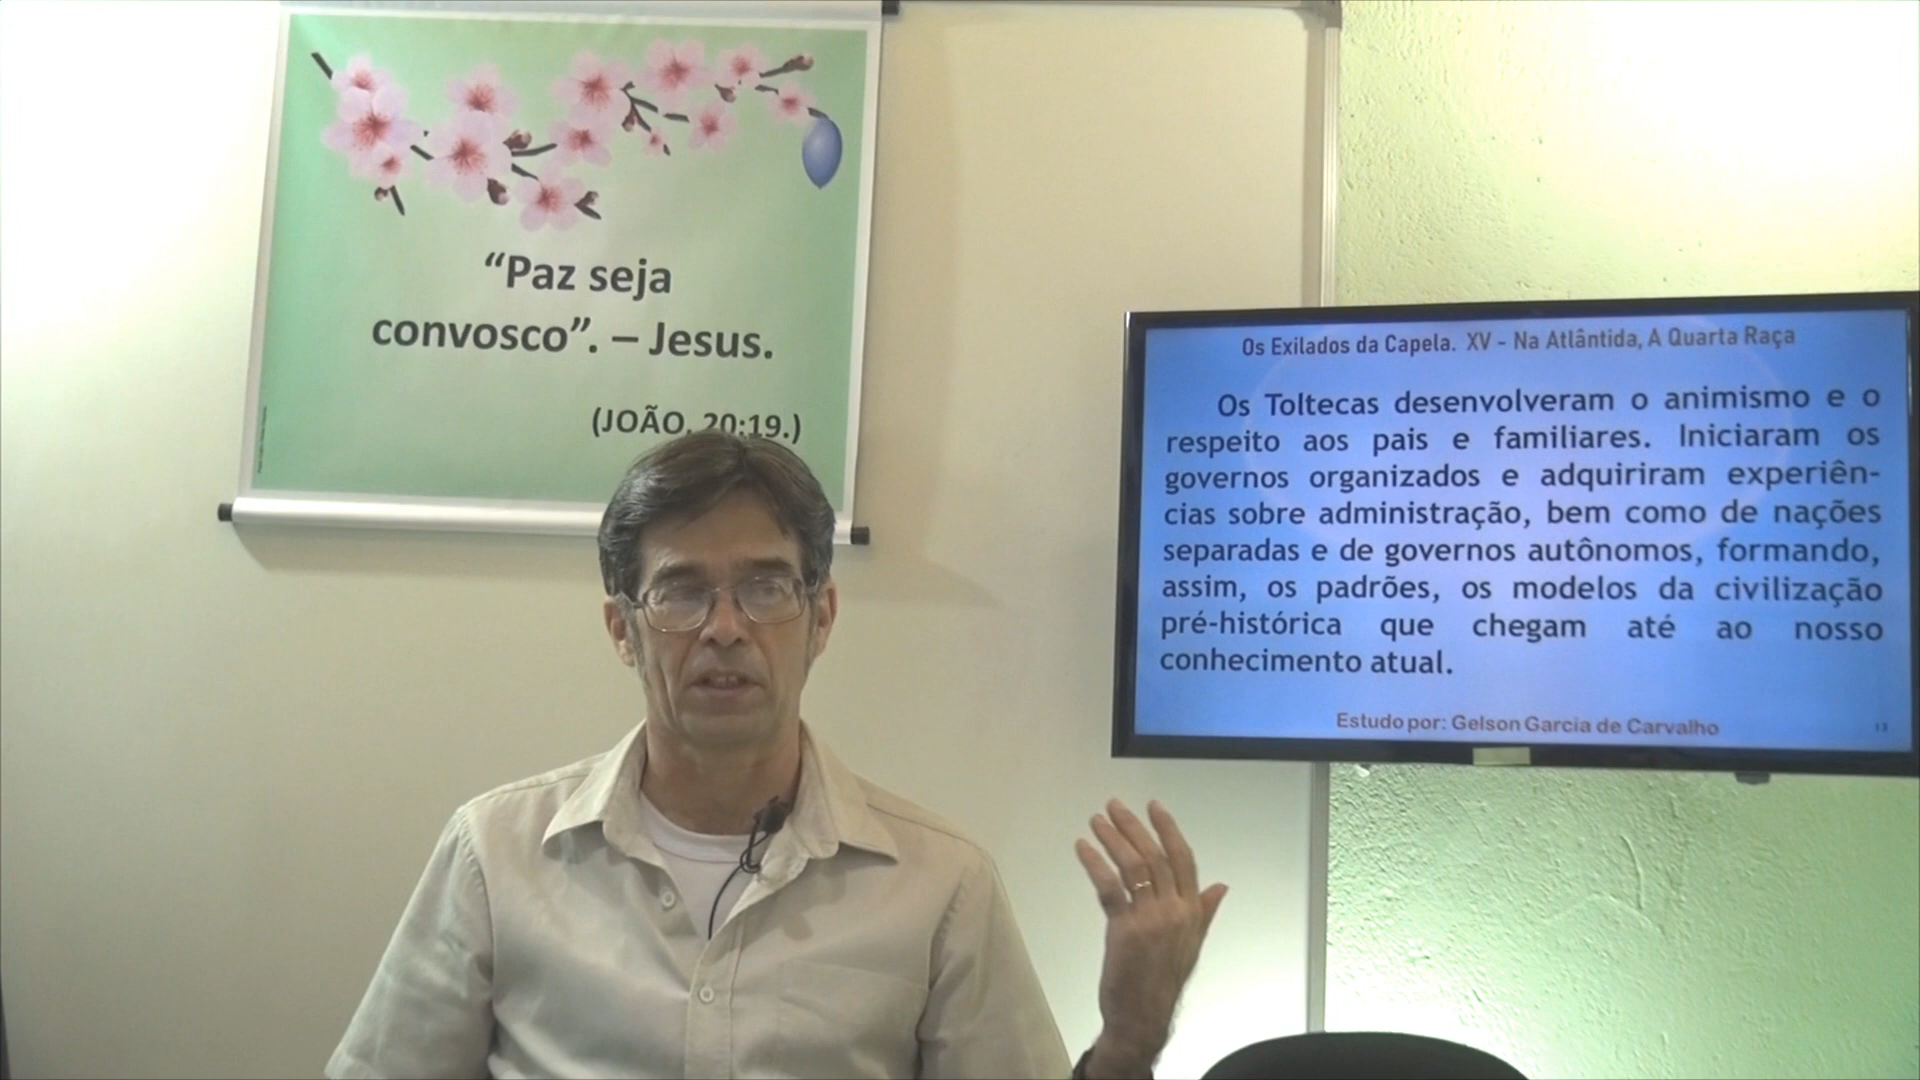 “Paz seja
convosco”. – Jesus.
(JOÃO, 20:19.)
Os Exilados da Capela. XV - Na Atlântida, A Quarta Raça
Os Toltecas desenvolveram o animismo e o
respeito aos pais e familiares. Iniciaram os
governos organizados e adquiriram experiên-
cias sobre administração, bem como de nações
separadas e de governos autônomos, formando,
assim, os padrões, os modelos da civilização
pré-histórica que chegam até ao nosso
conhecimento atual.
Estudo por: Gelson Garcia de Carvalho
13